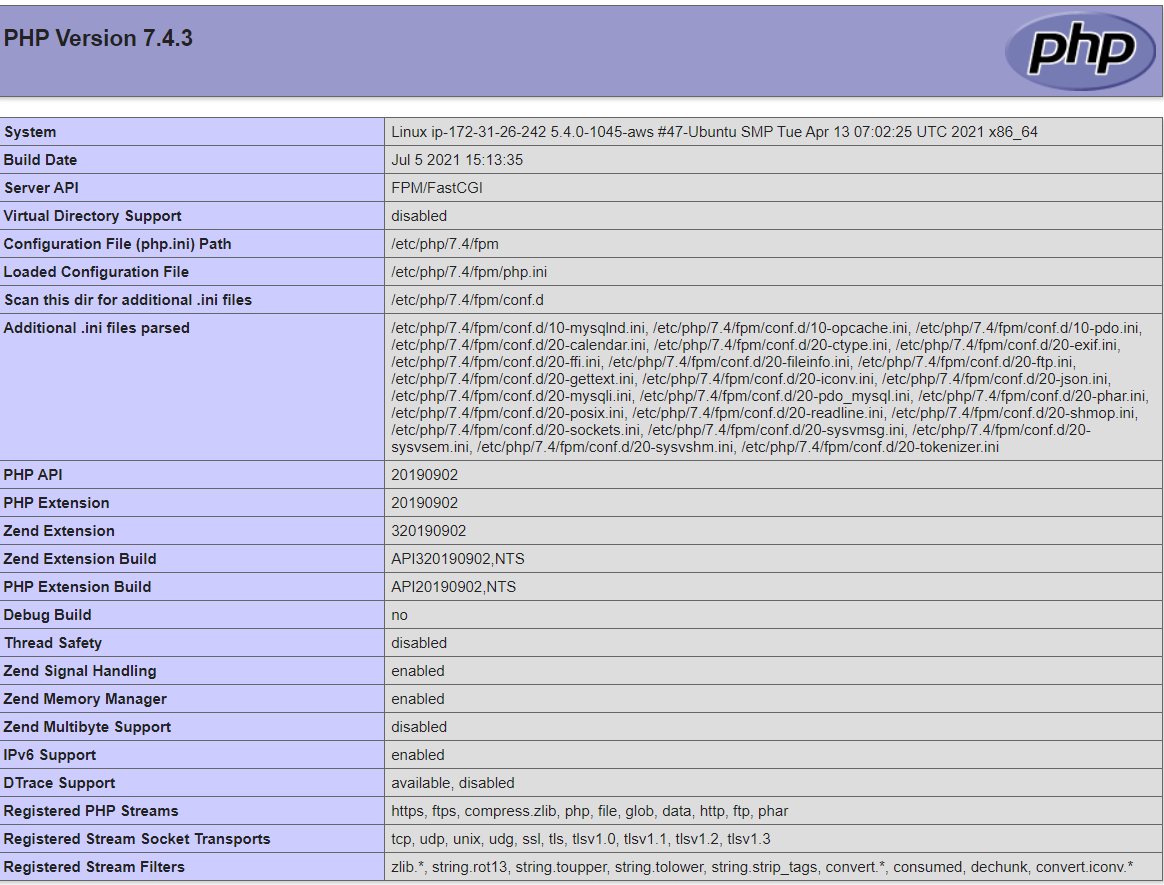 PHP Version 7.4.3
php
System Linux ip-172-31-26-242 5.4.0-1045-aws #47-Ubuntu SMP Tue Apr 13 07:02:25 UTC 2021 x86_64
Build Date Jul 5 2021 15:13:35
Server API FPM/FastCGI
Virtual Directory Support disabled
Configuration File (php.ini) Path /etc/php/7.4/fpm
Loaded Configuration File /etc/php/7.4/fpm/php.ini
Scan this dir for additional .ini files /etc/php/7.4/fpm/conf.d
Additional .ini files parsed /etc/php/7.4/fpm/conf.d/10-mysqlnd.ini, /etc/php/7.4/fpm/conf.d/10-opcache.ini, /etc/php/7.4/fpm/conf.d/10-pdo.ini,
/etc/php/7.4/fpm/conf.d/20-calendar.ini, /etc/php/7.4/fpm/conf.d/20-ctype.ini, /etc/php/7.4/fpm/conf.d/20-exif.ini,
/etc/php/7.4/fpm/conf.d/20-ffi.ini, /etc/php/7.4/fpm/conf.d/20-fileinfo.ini, /etc/php/7.4/fpm/conf.d/20-ftp.ini,
/etc/php/7.4/fpm/conf.d/20-gettext.ini, /etc/php/7.4/fpm/conf.d/20-iconv.ini, /etc/php/7.4/fpm/conf.d/20-json.ini,
/etc/php/7.4/fpm/conf.d/20-mysqli.ini, /etc/php/7.4/fpm/conf.d/20-pdo_mysql.ini, /etc/php/7.4/fpm/conf.d/20-phar.ini,
/etc/php/7.4/fpm/conf.d/20-posix.ini, /etc/php/7.4/fpm/conf.d/20-readline.ini, /etc/php/7.4/fpm/conf.d/20-shmop.ini,
/etc/php/7.4/fpm/conf.d/20-sockets.ini, /etc/php/7.4/fpm/conf.d/20-sysvmsg.ini, /etc/php/7.4/fpm/conf.d/20-
sysvsem.ini, /etc/php/7.4/fpm/conf.d/20-sysvshm.ini, /etc/php/7.4/fpm/conf.d/20-tokenizer.ini
PHP API 20190902
PHP Extension 20190902
Zend Extension 320190902
Zend Extension Build API320190902,NTS
PHP Extension Build API20190902,NTS
Debug Build no
Thread Safety disabled
Zend Signal Handling enabled
Zend Memory Manager enabled
Zend Multibyte Support disabled
IPv6 Support enabled
DTrace Support available, disabled
Registered PHP Streams https, ftps, compress.zlib, php, file, glob, data, http, ftp, phar
Registered Stream Socket Transports tcp, udp, unix, udg, ssl, tls, tlsv1.0, tlsv1.1, tlsv1.2, tlsv1.3
Registered Stream Filters zlib.*, string.rot13, string.toupper, string.tolower, string.strip_tags, convert.*, consumed, dechunk, convert.iconv.*